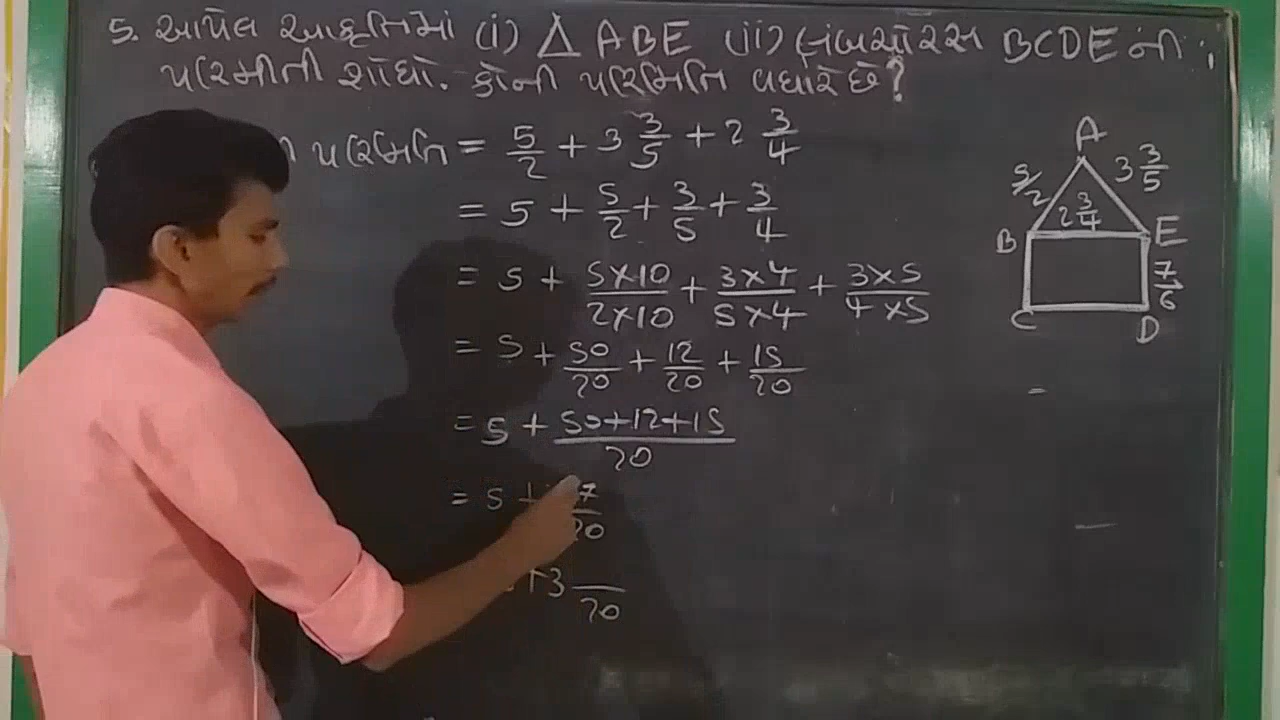 5. આપેલ આકૃતિમાં (i) △ ABE (ii) લંબચોરસ BCDE ની
પરિમીતી શોધો. કોની પરિમિતિ વધારે છે?
પરિમિતિ = 5/2 + 3 3/5 + 2 3/4
= 5 + 5/2 + 3/5 + 3/4
= 5 + 5×10/2×10 + 3×4/5×4 + 3×5/4×5
= 5 + 50/20 + 12/20 + 15/20
= 5 + 50+12+15/20
= 5 + 7/20
+ 3 /20
A
5/2 3 3/5
2 3/4
B E
7/6
C D